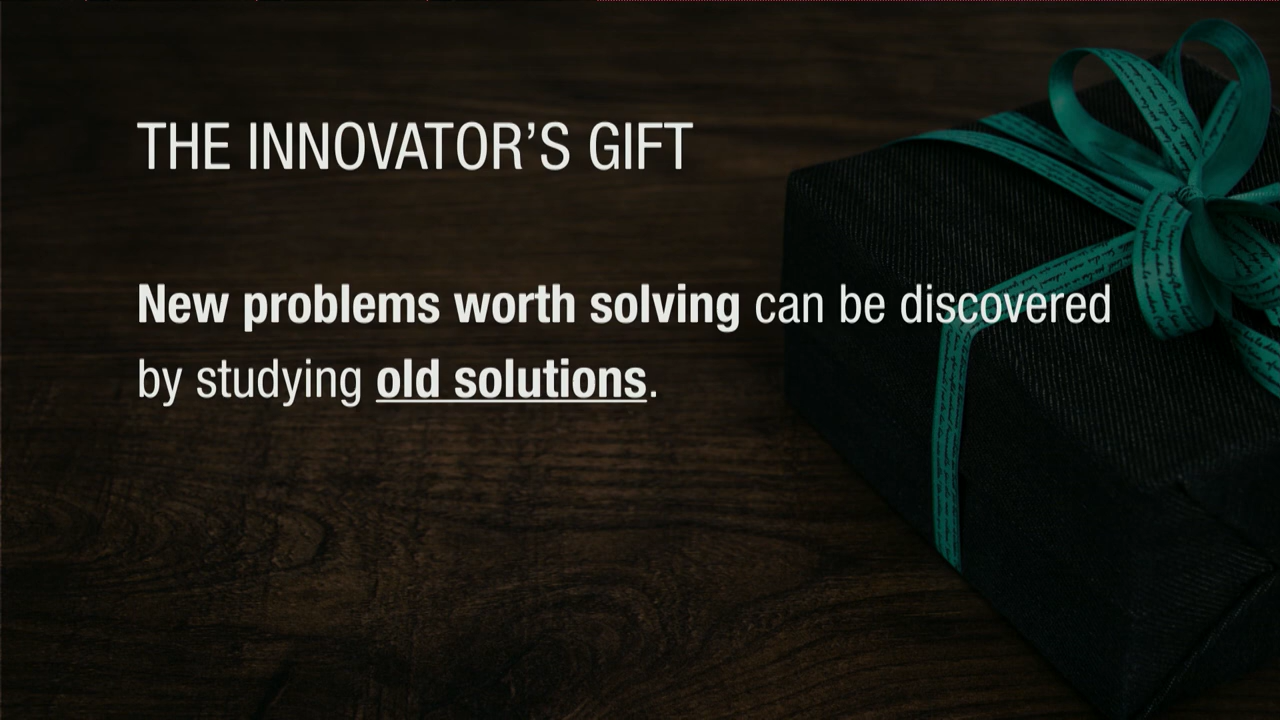 THE INNOVATOR’S GIFT
New problems worth solving can be discovered
by studying old solutions.